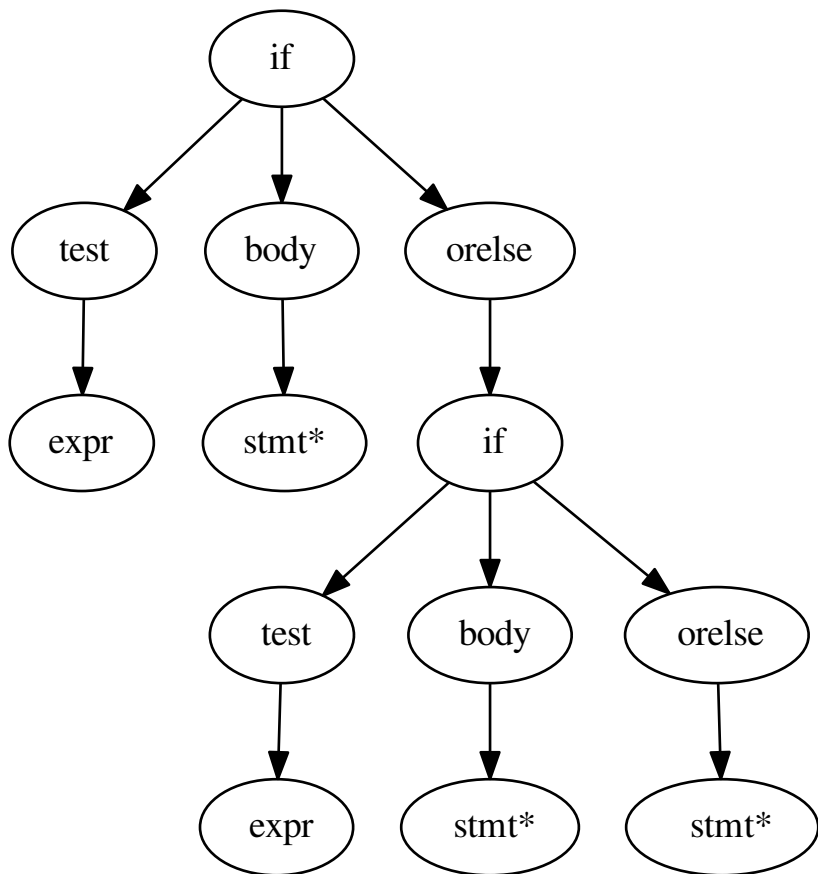 if
test
body
orelse
expr
stmt*
if
test
body
orelse
expr
stmt*
stmt*